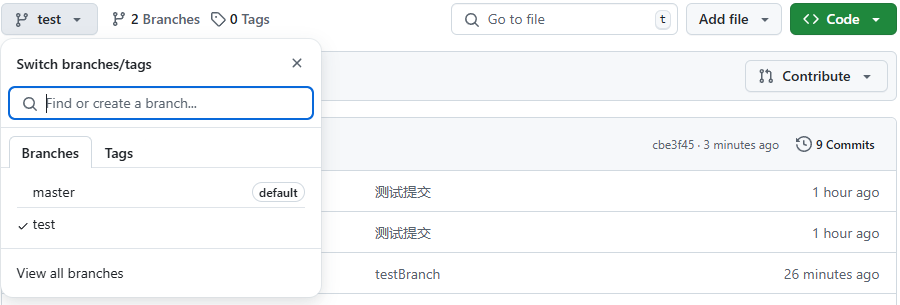 test 2 Branches 0 Tags Go to file t Add file <> Code
Switch branches/tags
Find or create a branch...
Contribute
Branches Tags
cbe3f45 · 3 minutes ago 9 Commits
master default 测试提交 1 hour ago
test 测试提交 1 hour ago
View all branches testBranch 26 minutes ago